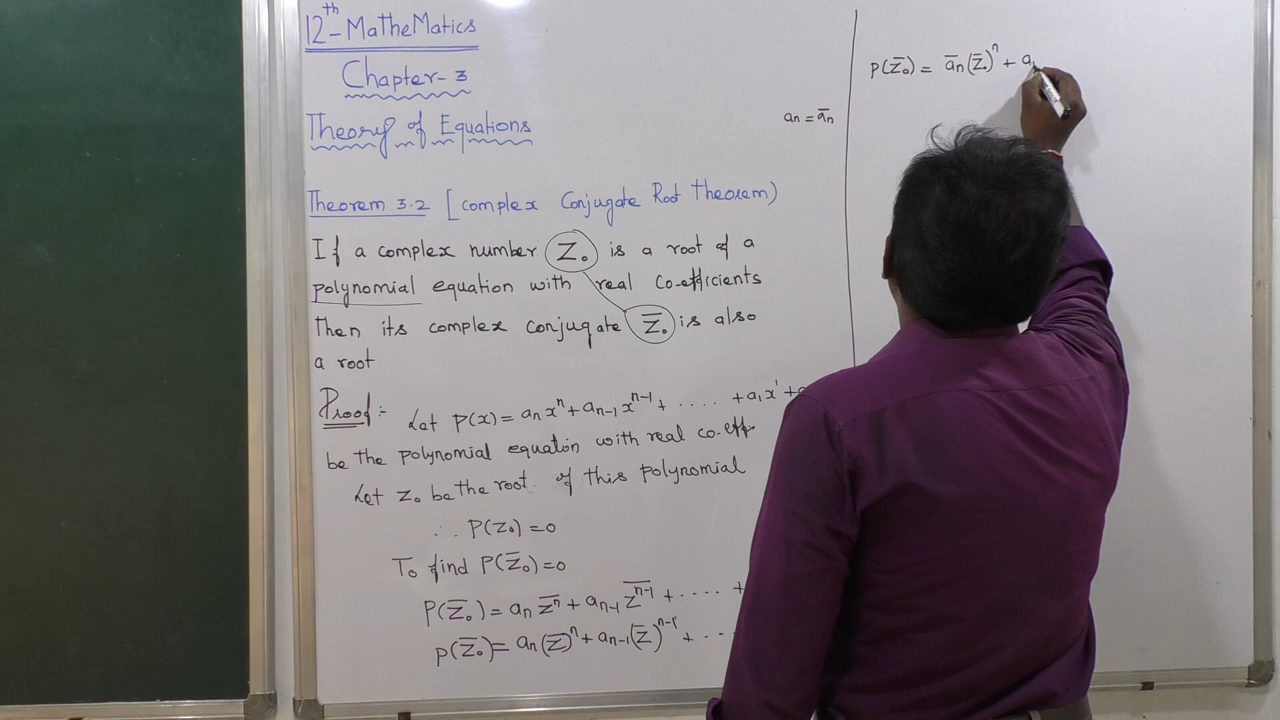 12th - MatheMatics
Chapter - 3
Theory of Equations
Theorem 3.2 [complex Conjugate Root Theorem)
If a complex number Z₀ is a root of a
polynomial equation with real co-efficients
then its complex conjugate Z̅₀ is also
a root
Proof :- Let P(x) = aₙxⁿ + aₙ₋₁xⁿ⁻¹ + . . . . + a₁x¹ +
be the polynomial equation with real co-eff.
Let z₀ be the root of this polynomial
∴ P(z₀) = 0
To find P(Z̅₀) = 0
P(Z̅₀) = aₙ z̅ⁿ̅ + aₙ₋₁ z̅ⁿ̅⁻̅¹̅ + . . . . +
P(Z̅₀) = aₙ(z̅)ⁿ + aₙ₋₁(z̅)ⁿ⁻¹ + . .
aₙ = a̅ₙ
P(Z̅₀) = a̅ₙ(Z̅₀)ⁿ + a